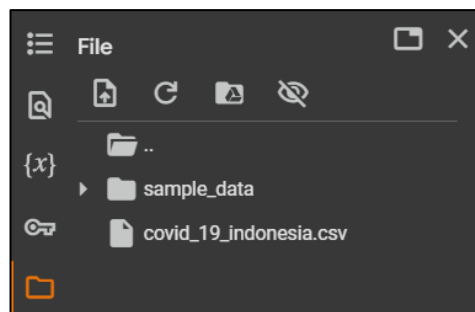 File
..
{x}
sample_data
covid_19_indonesia.csv